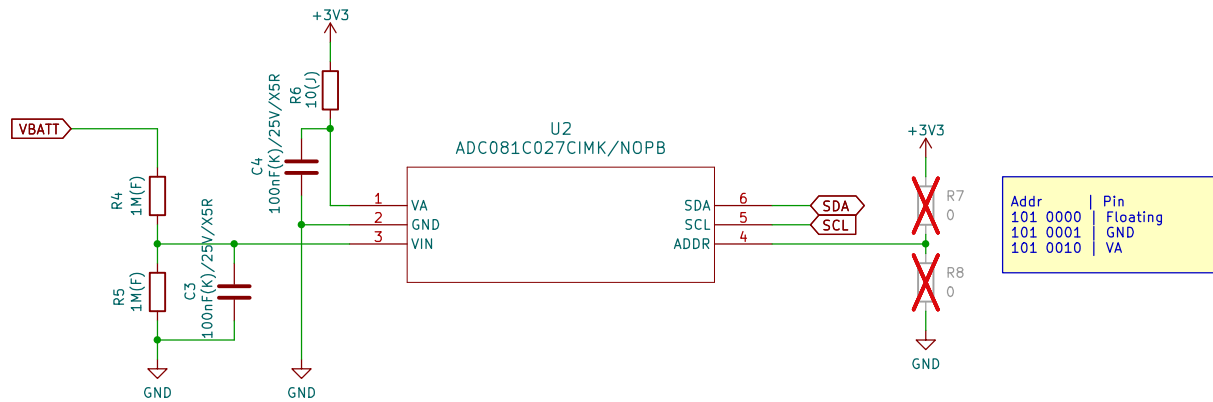 +3V3
R6
10(J)
VBATT
C4
100nF(K)/25V/X5R
U2
ADC081C027CIMK/NOPB
+3V3
R4
1M(F)
1
VA
2
GND
3
VIN
SDA
6
SDA
SCL
5
SCL
ADDR
4
R7
0
Addr | Pin
101 0000 | Floating
101 0001 | GND
101 0010 | VA
R5
1M(F)
C3
100nF(K)/25V/X5R
R8
0
GND
GND
GND